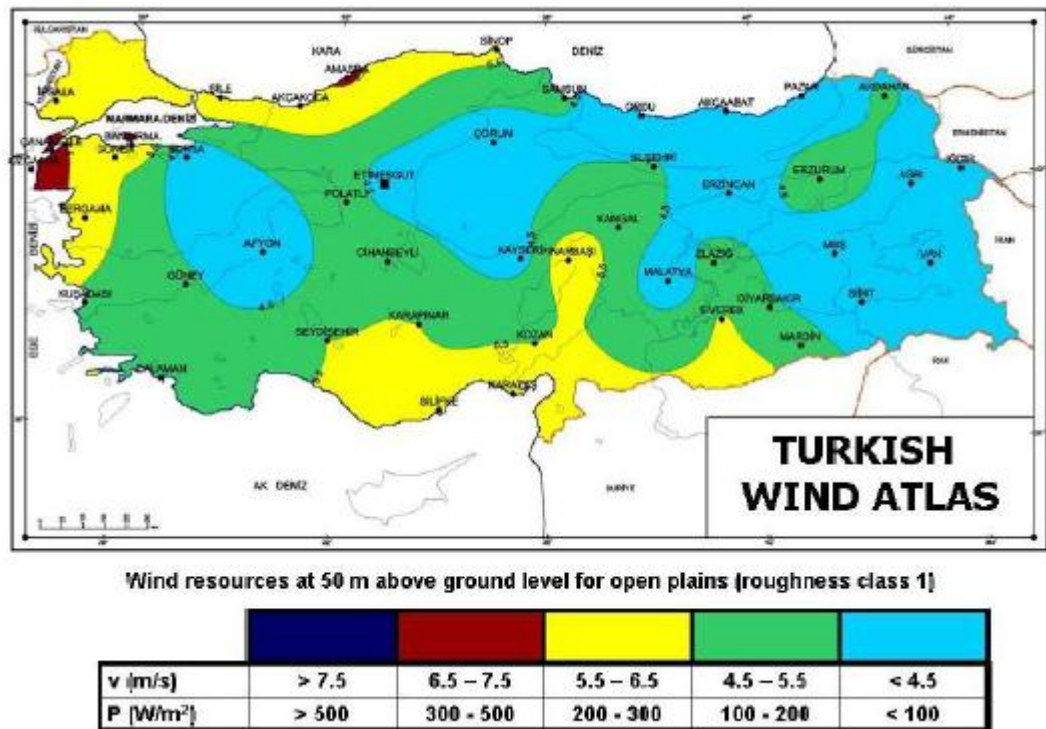 KARA
DENİZ
SİNOP
AMASRA
ŞİLE
AKÇAKOCA
SAMSUN
ORDU
AKÇAABAT
PAZAR
MARMARA DENİZİ
ÇORUM
ETİMESGUT
POLATLI
ERZİNCAN
ERZURUM
AĞRI
IĞDIR
BERGAMA
KANGAL
AFYON
CİHANBEYLİ
KAYSERİ
PINARBAŞI
ELAZIĞ
MALATYA
MUŞ
VAN
GÜNEY
KUŞADASI
DİYARBAKIR
SİİRT
SİVEREK
KARAPINAR
SEYDİŞEHİR
KOZAN
MARDİN
DALAMAN
KARATAŞ
SİLİFKE
AK DENİZ
TURKISH
WIND ATLAS
Wind resources at 50 m above ground level for open plains (roughness class 1)
v (m/s) > 7.5 6.5 – 7.5 5.5 – 6.5 4.5 – 5.5 < 4.5
P (W/m²) > 500 300 - 500 200 - 300 100 - 200 < 100